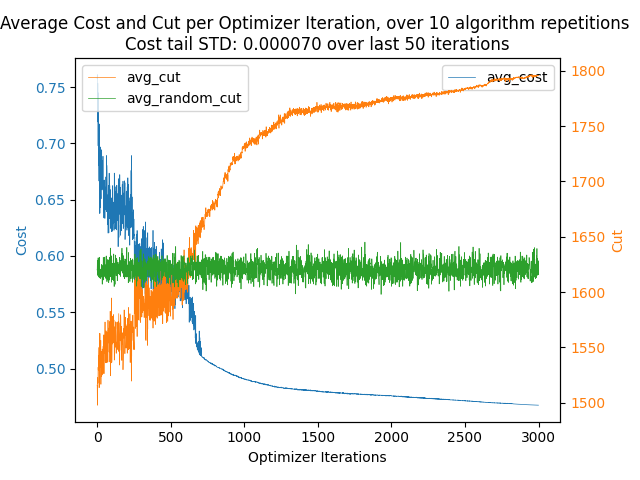 Average Cost and Cut per Optimizer Iteration, over 10 algorithm repetitions
Cost tail STD: 0.000070 over last 50 iterations
avg_cut
avg_random_cut
avg_cost
0.75
0.70
0.65
0.60
0.55
0.50
Cost
1800
1750
1700
1650
1600
1550
1500
Cut
0
500
1000
1500
2000
2500
3000
Optimizer Iterations